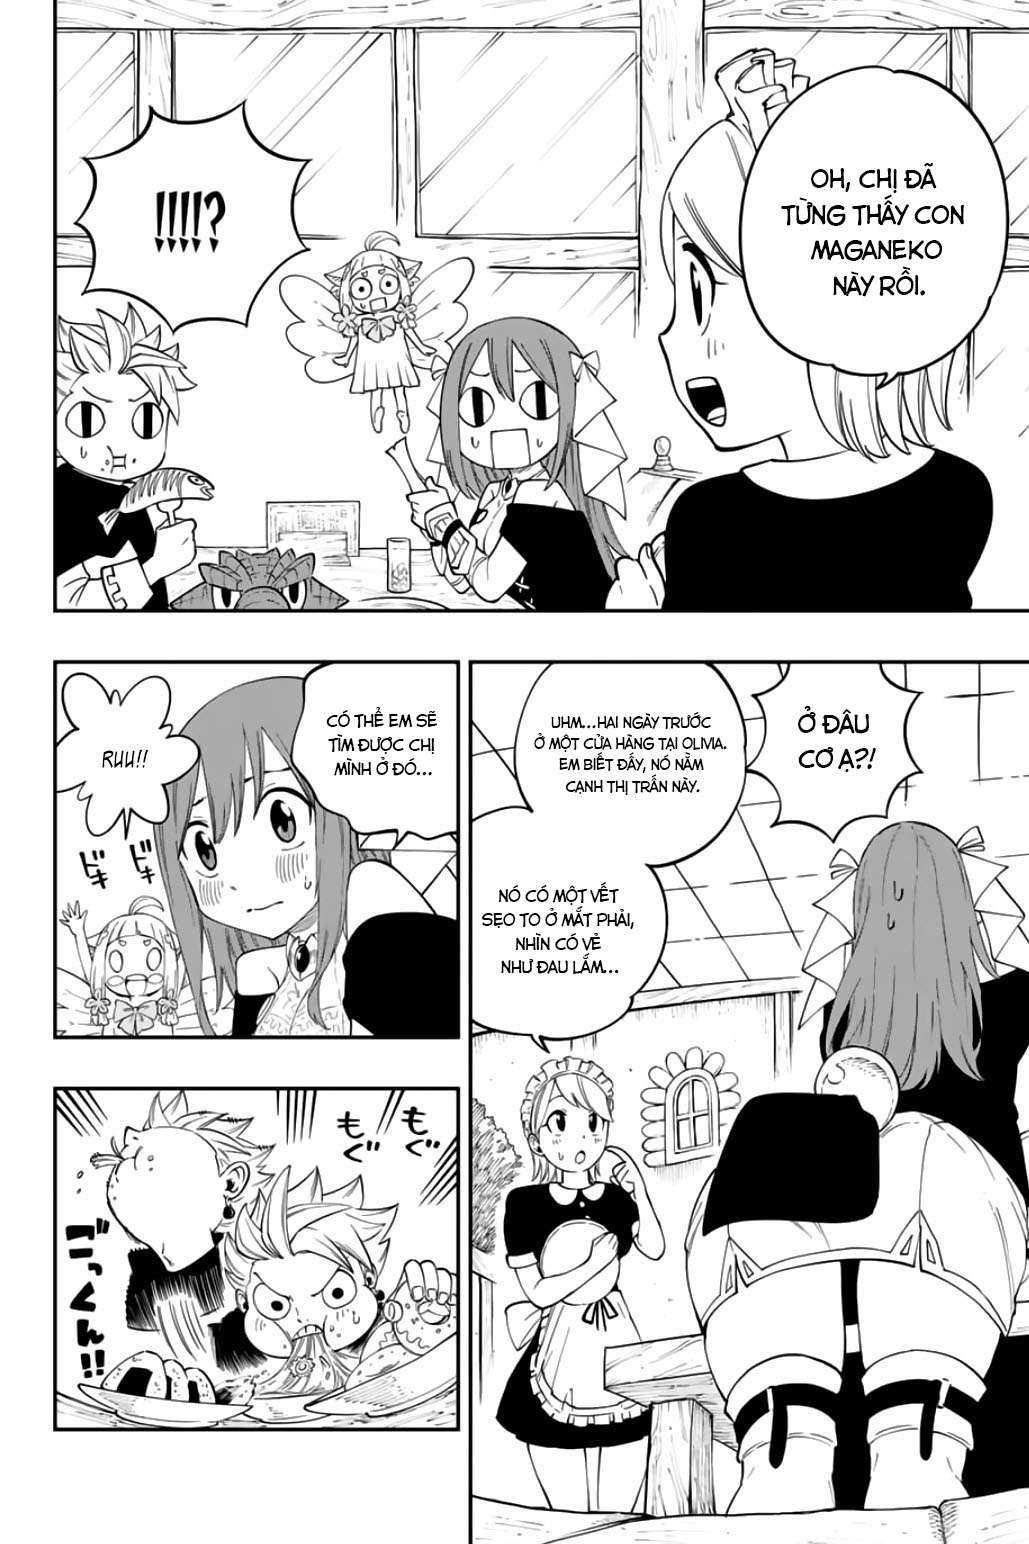 OH, CHỊ ĐÃ
TỪNG THẤY CON
MAGANEKO
NÀY RỒI.
!!!!?
Ở ĐÂU
CƠ Ạ?!
UHM...HAI NGÀY TRƯỚC
Ở MỘT CỬA HÀNG TẠI OLIVIA.
EM BIẾT ĐẤY, NÓ NẰM
CẠNH THỊ TRẤN NÀY.
NÓ CÓ MỘT VẾT
SẸO TO Ở MẮT PHẢI,
NHÌN CÓ VẺ
NHƯ ĐAU LẮM...
CÓ THỂ EM SẼ
TÌM ĐƯỢC CHỊ
MÌNH Ở ĐÓ...
RUU!!
ドキ
ドキ
もぐ
もぐ
ごっくん!!